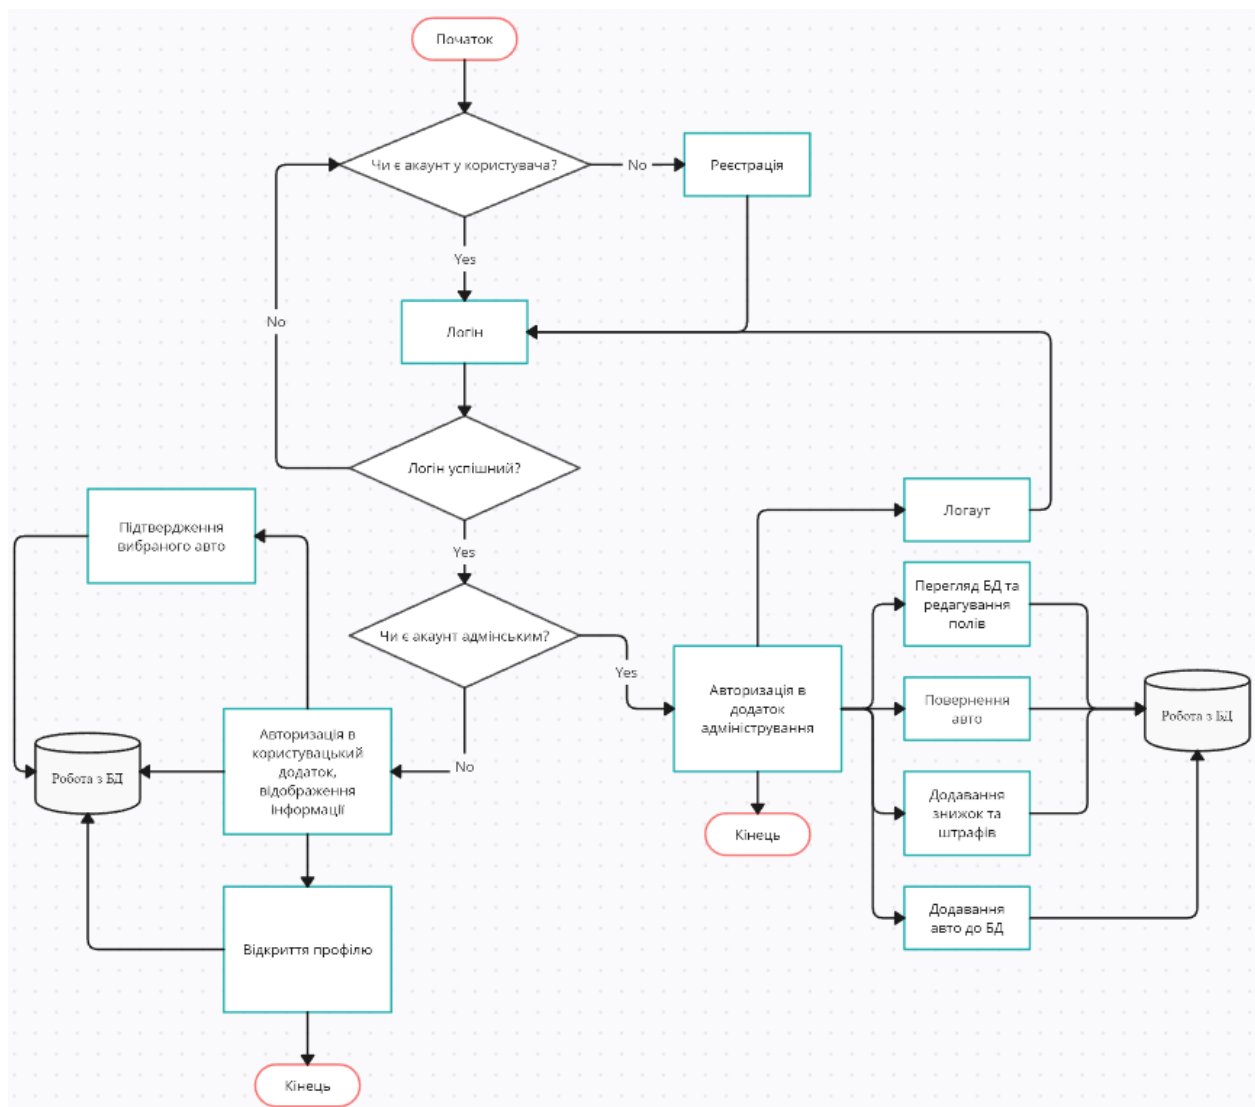 Початок
Чи є акаунт у користувача?
No
Реєстрація
Yes
No
Логін
Логін успішний?
Підтвердження
вибраного авто
Yes
Логаут
Перегляд БД та
редагування
полів
Чи є акаунт адмінським?
Yes
Авторизація в
додаток
адміністрування
Повернення
авто
Робота з БД
Авторизація в
користувацький
додаток,
відображення
інформації
No
Робота з БД
Додавання
знижок та
штрафів
Кінець
Додавання
авто до БД
Відкриття профілю
Кінець